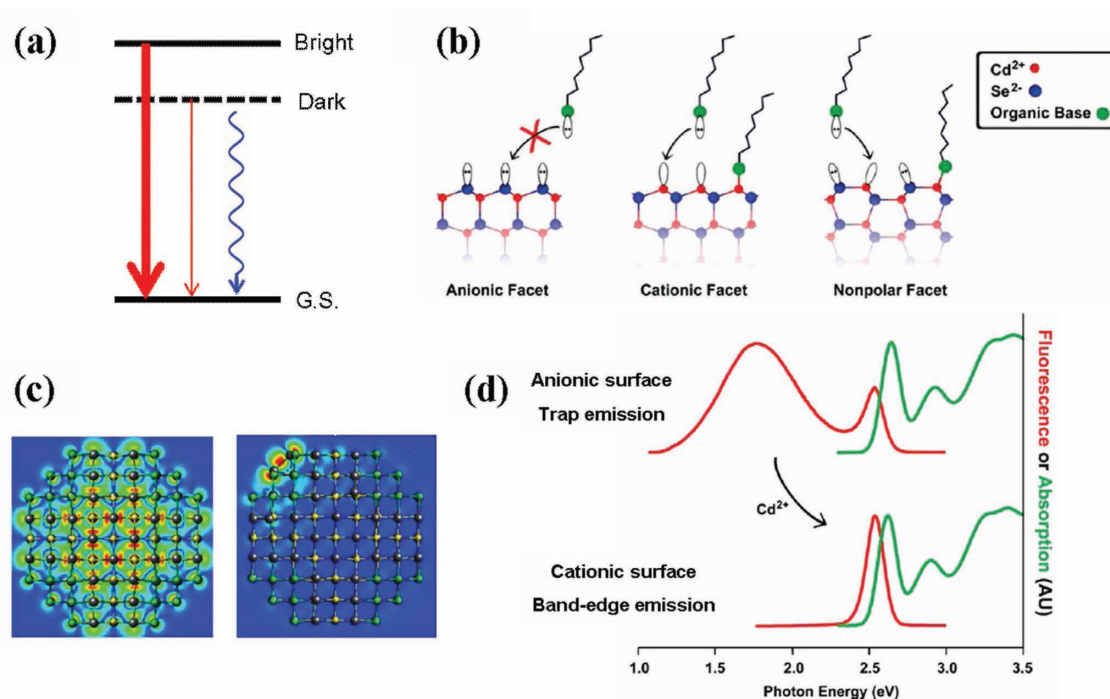 (a)
Bright
Dark
G.S.
(b)
Cd2+
Se2-
Organic Base
Anionic Facet
Cationic Facet
Nonpolar Facet
(c)
(d)
Anionic surface
Trap emission
Cd2+
Cationic surface
Band-edge emission
Fluorescence or Absorption (AU)
1.0 1.5 2.0 2.5 3.0 3.5
Photon Energy (eV)